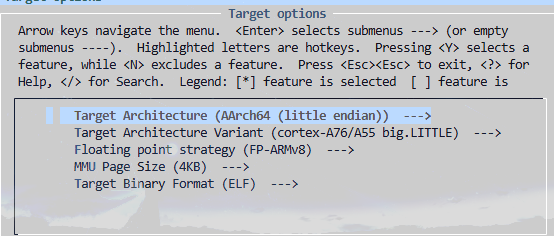 Target options
Target options
Arrow keys navigate the menu.  <Enter> selects submenus ---> (or empty
submenus ----).  Highlighted letters are hotkeys.  Pressing <Y> selects a
feature, while <N> excludes a feature.  Press <Esc><Esc> to exit, <?> for
Help, </> for Search.  Legend: [*] feature is selected  [ ] feature is
Target Architecture (AArch64 (little endian))  --->
Target Architecture Variant (cortex-A76/A55 big.LITTLE)  --->
Floating point strategy (FP-ARMv8)  --->
MMU Page Size (4KB)  --->
Target Binary Format (ELF)  --->